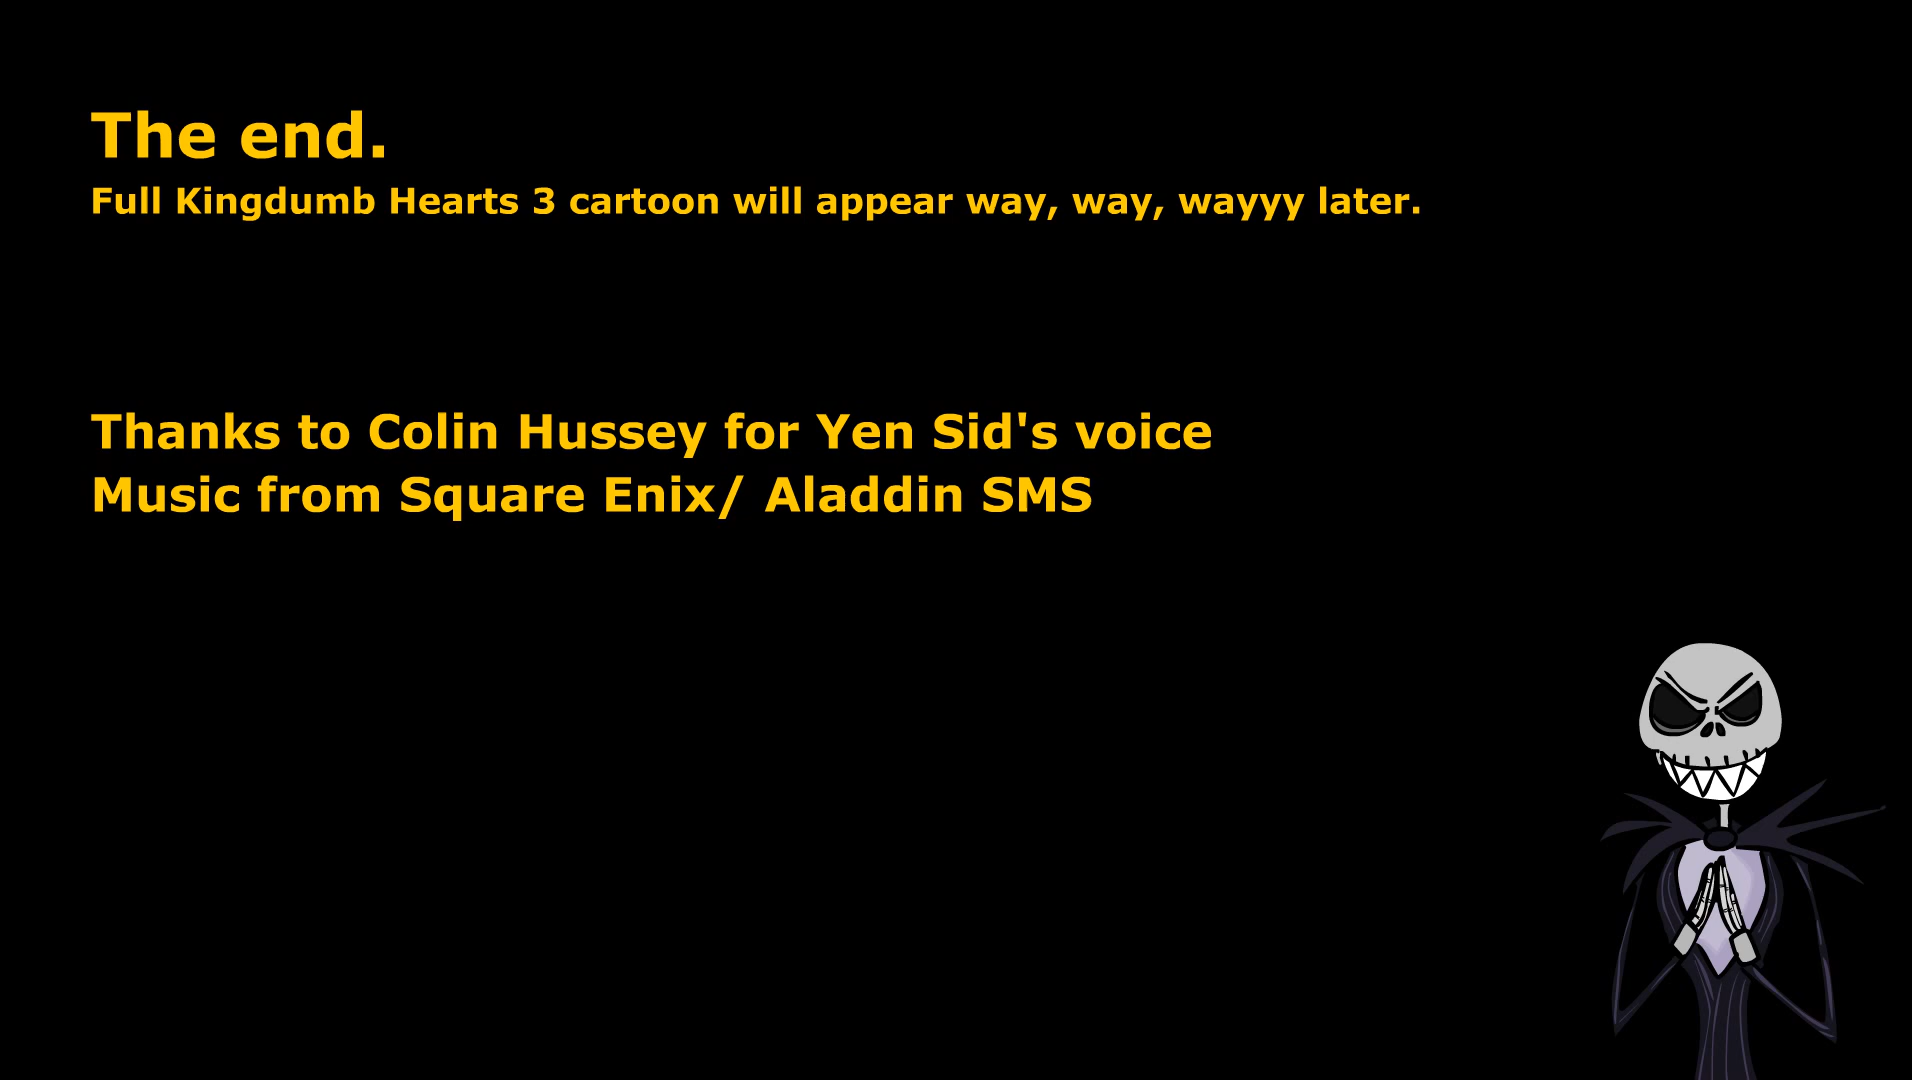 The end.
Full Kingdumb Hearts 3 cartoon will appear way, way, wayyy later.
Thanks to Colin Hussey for Yen Sid's voice
Music from Square Enix/ Aladdin SMS